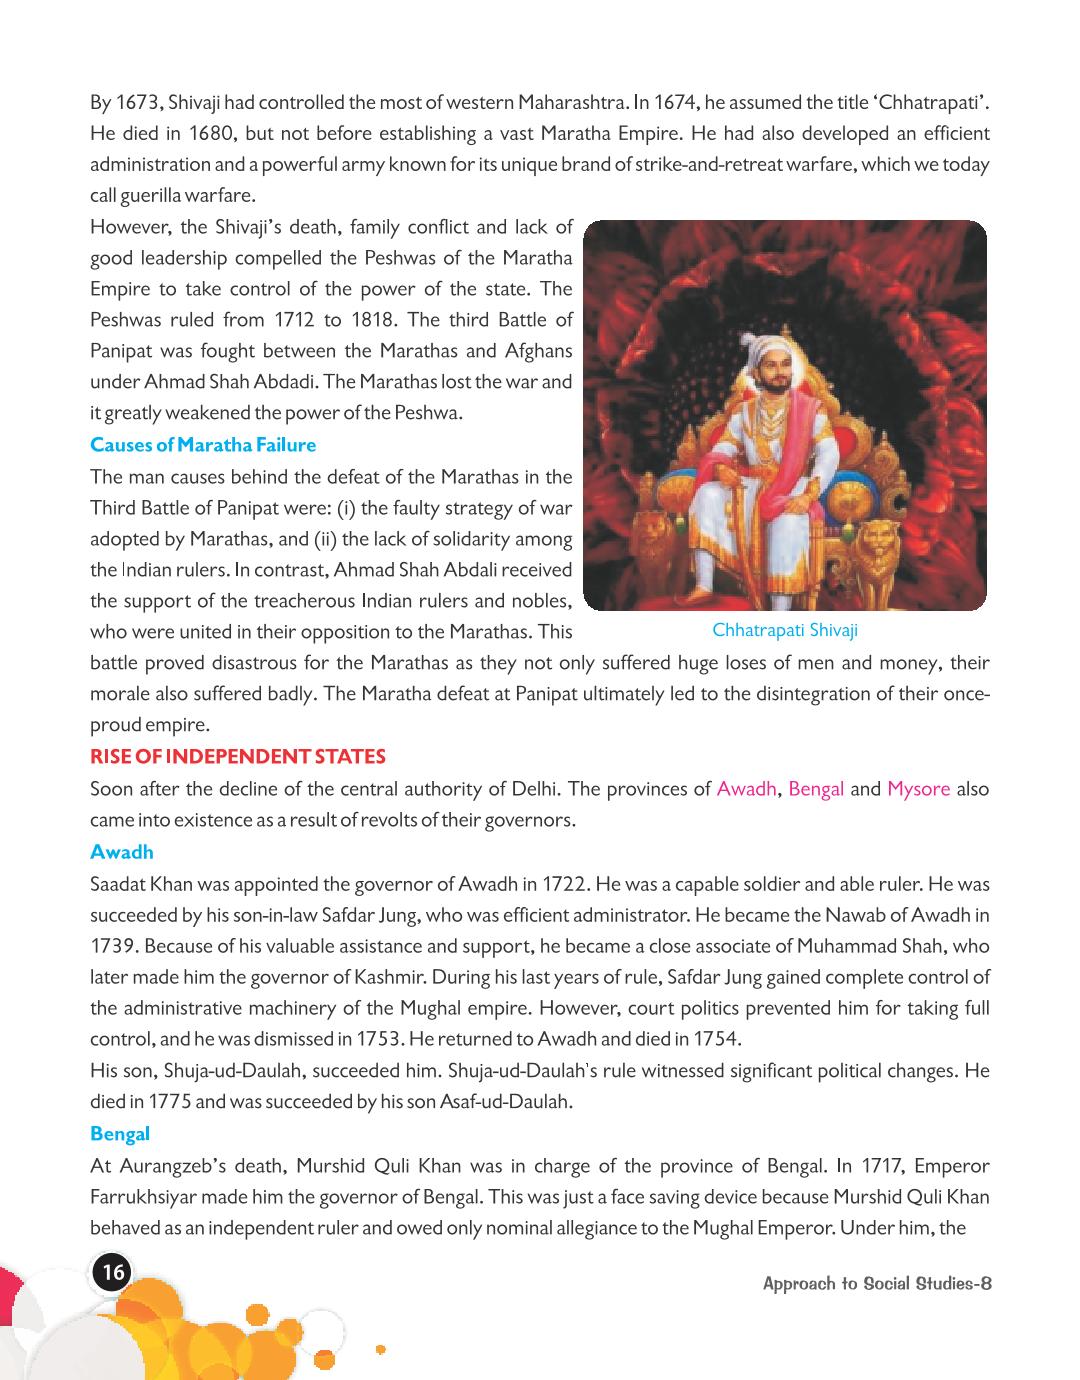 By 1673, Shivaji had controlled the most of western Maharashtra. In 1674, he assumed the title ‘Chhatrapati’.
He died in 1680, but not before establishing a vast Maratha Empire. He had also developed an efficient
administration and a powerful army known for its unique brand of strike-and-retreat warfare, which we today
call guerilla warfare.
However, the Shivaji’s death, family conflict and lack of
good leadership compelled the Peshwas of the Maratha
Empire to take control of the power of the state. The
Peshwas ruled from 1712 to 1818. The third Battle of
Panipat was fought between the Marathas and Afghans
under Ahmad Shah Abdadi. The Marathas lost the war and
it greatly weakened the power of the Peshwa.
Causes of Maratha Failure
The man causes behind the defeat of the Marathas in the
Third Battle of Panipat were: (i) the faulty strategy of war
adopted by Marathas, and (ii) the lack of solidarity among
the Indian rulers. In contrast, Ahmad Shah Abdali received
the support of the treacherous Indian rulers and nobles,
who were united in their opposition to the Marathas. This
Chhatrapati Shivaji
battle proved disastrous for the Marathas as they not only suffered huge loses of men and money, their
morale also suffered badly. The Maratha defeat at Panipat ultimately led to the disintegration of their once-
proud empire.
RISE OF INDEPENDENT STATES
Soon after the decline of the central authority of Delhi. The provinces of Awadh, Bengal and Mysore also
came into existence as a result of revolts of their governors.
Awadh
Saadat Khan was appointed the governor of Awadh in 1722. He was a capable soldier and able ruler. He was
succeeded by his son-in-law Safdar Jung, who was efficient administrator. He became the Nawab of Awadh in
1739. Because of his valuable assistance and support, he became a close associate of Muhammad Shah, who
later made him the governor of Kashmir. During his last years of rule, Safdar Jung gained complete control of
the administrative machinery of the Mughal empire. However, court politics prevented him for taking full
control, and he was dismissed in 1753. He returned to Awadh and died in 1754.
His son, Shuja-ud-Daulah, succeeded him. Shuja-ud-Daulah's rule witnessed significant political changes. He
died in 1775 and was succeeded by his son Asaf-ud-Daulah.
Bengal
At Aurangzeb’s death, Murshid Quli Khan was in charge of the province of Bengal. In 1717, Emperor
Farrukhsiyar made him the governor of Bengal. This was just a face saving device because Murshid Quli Khan
behaved as an independent ruler and owed only nominal allegiance to the Mughal Emperor. Under him, the
16
Approach to Social Studies-8